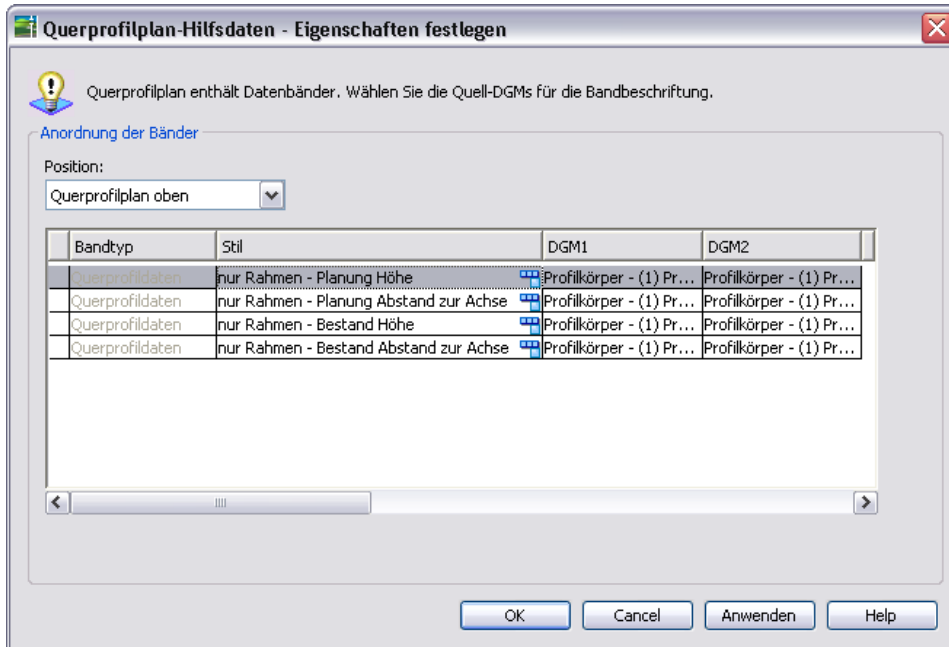 Querprofilplan-Hilfsdaten - Eigenschaften festlegen
Querprofilplan enthält Datenbänder. Wählen Sie die Quell-DGMs für die Bandbeschriftung.
Anordnung der Bänder
Position:
Querprofilplan oben
Bandtyp Stil DGM1 DGM2
Querprofildaten nur Rahmen - Planung Höhe Profilkörper - (1) Pr... Profilkörper - (1) Pr...
Querprofildaten nur Rahmen - Planung Abstand zur Achse Profilkörper - (1) Pr... Profilkörper - (1) Pr...
Querprofildaten nur Rahmen - Bestand Höhe Profilkörper - (1) Pr... Profilkörper - (1) Pr...
Querprofildaten nur Rahmen - Bestand Abstand zur Achse Profilkörper - (1) Pr... Profilkörper - (1) Pr...
OK Cancel Anwenden Help